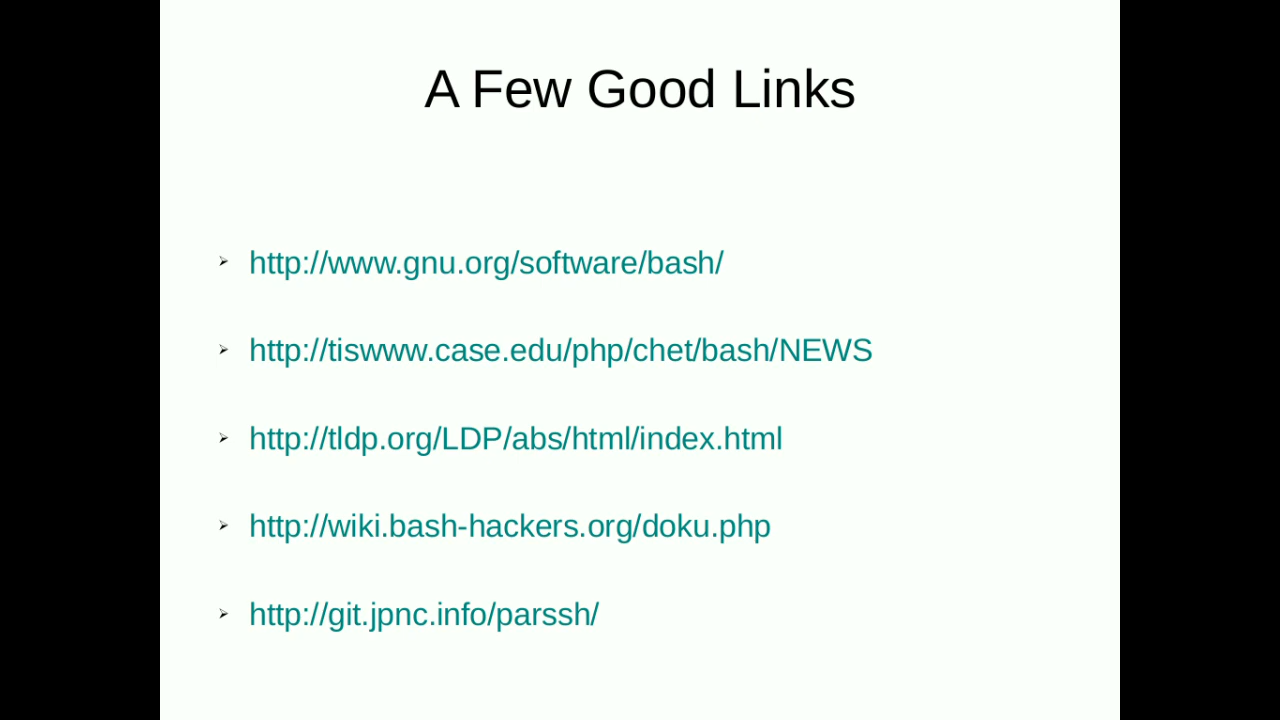 A Few Good Links
http://www.gnu.org/software/bash/
http://tiswww.case.edu/php/chet/bash/NEWS
http://tldp.org/LDP/abs/html/index.html
http://wiki.bash-hackers.org/doku.php
http://git.jpnc.info/parssh/